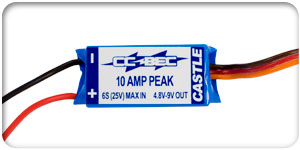 CC BEC
10 AMP PEAK
6S (25V) MAX IN 4.8V-9V OUT
CASTLE
- 
+